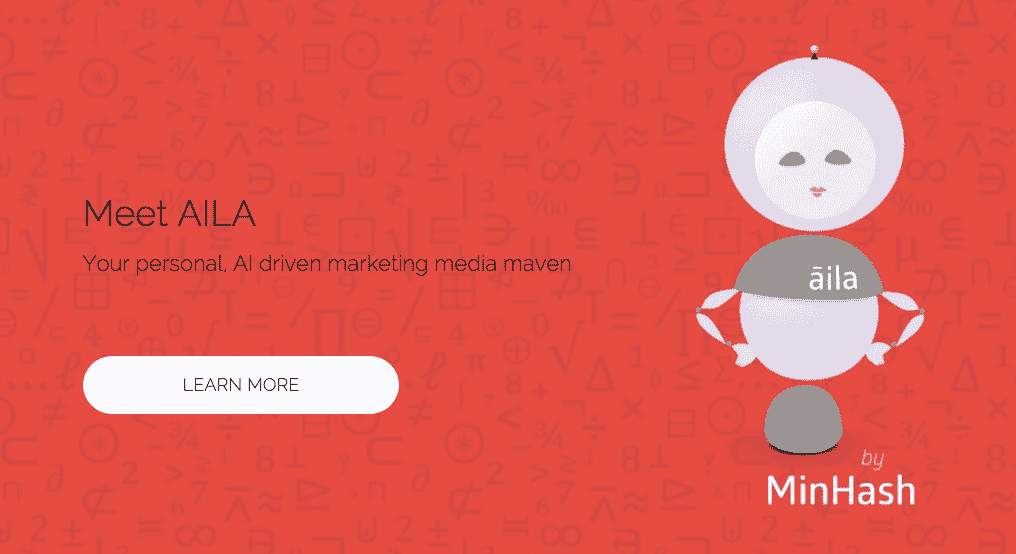 Meet AILA
Your personal, AI driven marketing media maven
LEARN MORE
āila
by
MinHash